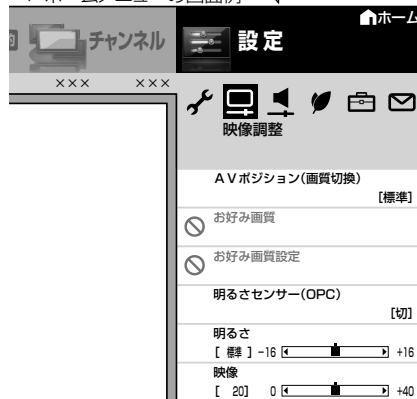 チャンネル
設定
ホーム
××× ×××
映像調整
AVポジション(画質切換)
[標準]
お好み画質
お好み画質設定
明るさセンサー(OPC)
[切]
明るさ
[ 標準 ] -16 +16
映像
[ 20] 0 +40